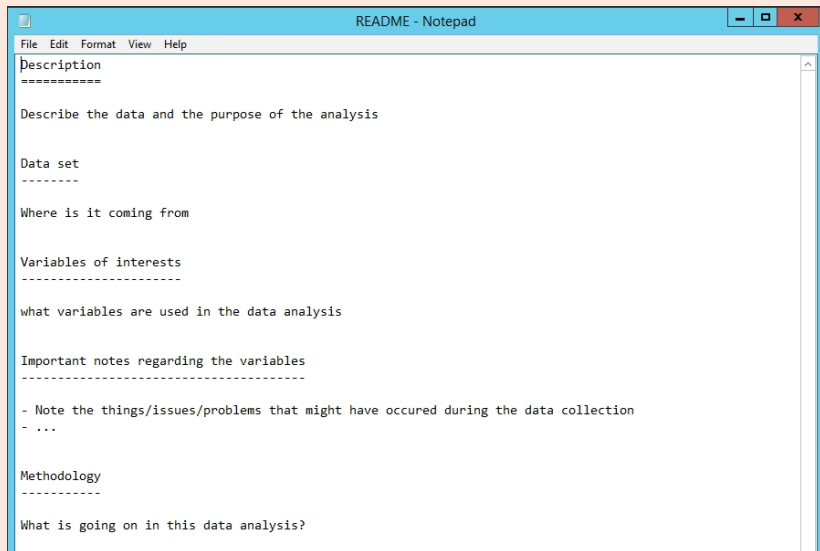 README - Notepad
File Edit Format View Help
Description
===========
Describe the data and the purpose of the analysis
Data set
--------
Where is it coming from
Variables of interests
----------------------
what variables are used in the data analysis
Important notes regarding the variables
---------------------------------------
- Note the things/issues/problems that might have occured during the data collection
- ...
Methodology
-----------
What is going on in this data analysis?